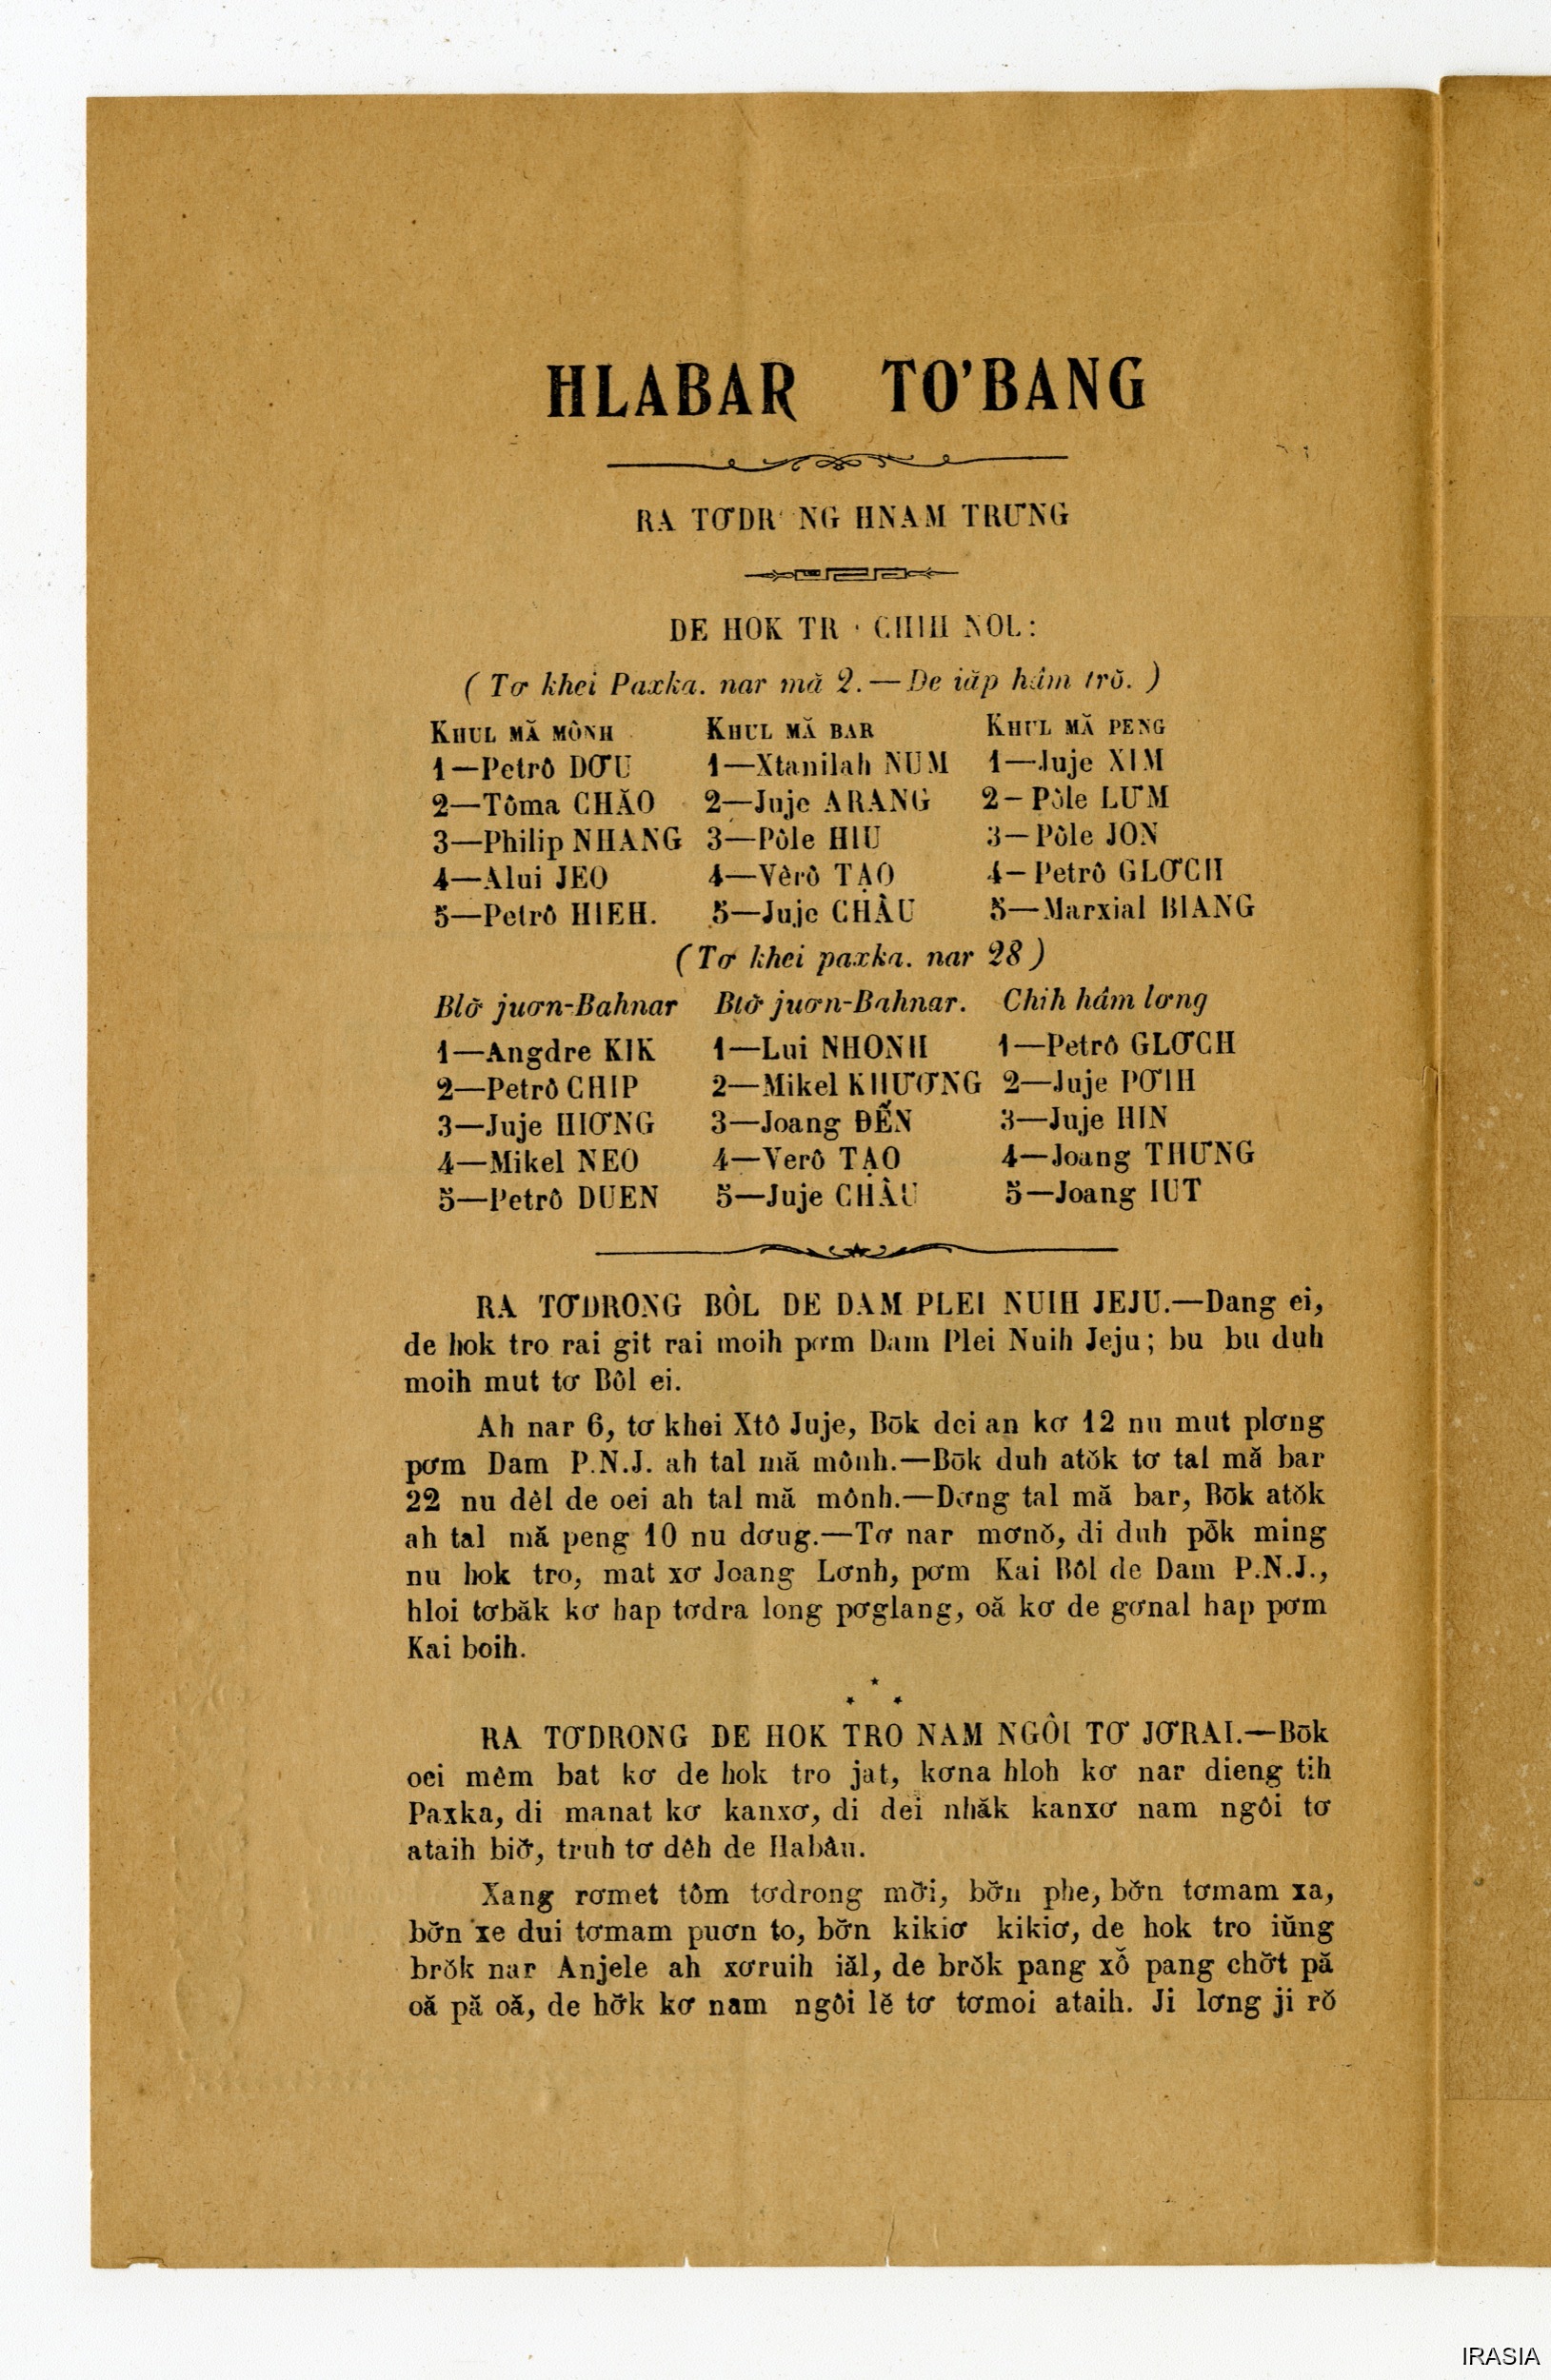 HLABAR TO'BANG
RA TƠDR NG HNAM TRƯNG
DE HOK TR CHIH NOL:
( Tơ khei Paxka. nar mă 2. — De iăp hâm trŏ. )
KHUL MĂ MÔNH KHUL MĂ BAR KHUL MĂ PENG
1—Petrô DƠU 1—Xtanilah NUM 1—Juje XIM
2—Tôma CHĂO 2—Juje ARANG 2—Pôle LƯM
3—Philip NHANG 3—Pôle HIU 3—Pôle JON
4—Alui JEO 4—Vêrô TẠO 4—Petrô GLƠCH
5—Petrô HIEH. 5—Juje CHÂU 5—Marxial BIANG
(Tơ khei paxka. nar 28)
Blơ̆ juơn-Bahnar Blơ̆ juơn-Bahnar. Chih hâm lơng
1—Angdre KIK 1—Lui NHONH 1—Petrô GLƠCH
2—Petrô CHIP 2—Mikel KHƯƠNG 2—Juje PƠIH
3—Juje HIƠNG 3—Joang ĐẾN 3—Juje HIN
4—Mikel NEO 4—Verô TẠO 4—Joang THƯNG
5—Petrô DUEN 5—Juje CHÂU 5—Joang IUT
RA TƠDRONG BÔL DE DAM PLEI NUIH JEJU.—Dang ei,
de hok tro rai git rai moih pơm Dam Plei Nuih Jeju; bu bu duh
moih mut tơ Bôl ei.
Ah nar 6, tơ khei Xtô Juje, Bōk dei an kơ 12 nu mut plơng
pơm Dam P.N.J. ah tal mă mônh.—Bōk duh atŏk tơ tal mă bar
22 nu dêl de oei ah tal mă mônh.—Dơng tal mă bar, Bōk atŏk
ah tal mă peng 10 nu dơug.—Tơ nar mơnŏ, di duh pŏk ming
nu hok tro, mat xơ Joang Lơnh, pơm Kai Bôl de Dam P.N.J.,
hloi tơbăk kơ hap tơdra long pơglang, oă kơ de gơnal hap pơm
Kai boih.
⋆
⋆ ⋆
RA TƠDRONG DE HOK TRO NAM NGÔI TƠ JƠRAI.—Bōk
oei mêm bat kơ de hok tro jat, kơna hloh kơ nar dieng tih
Paxka, di manat kơ kanxơ, di dei nhăk kanxơ nam ngôi tơ
ataih biơ̆, truh tơ dêh de Habâu.
Xang rơmet tôm tơdrong mơ̆i, bơ̆n phe, bơ̆n tơmam xa,
bơ̆n xe dui tơmam puơn to, bơ̆n kikiơ kikiơ, de hok tro iŭng
brŏk nar Anjele ah xơruih iăl, de brŏk pang xô̆ pang chơ̆t pă
oă pă oă, de hơ̆k kơ nam ngôi lĕ tơ tơmoi ataih. Ji lơng ji rŏ
IRASIA